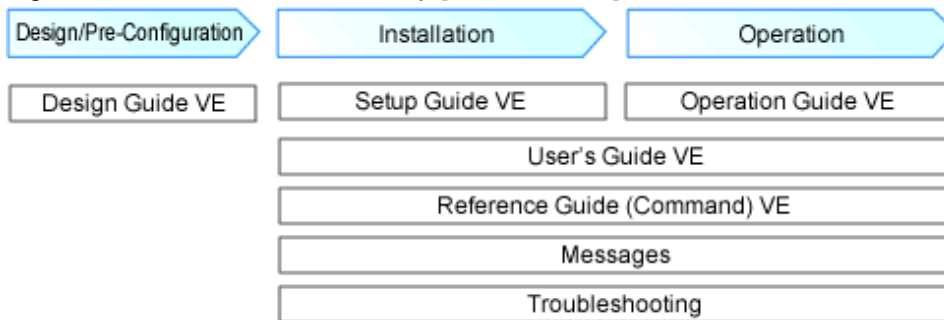 Design/Pre-Configuration
Installation
Operation
Design Guide VE
Setup Guide VE
Operation Guide VE
User's Guide VE
Reference Guide (Command) VE
Messages
Troubleshooting